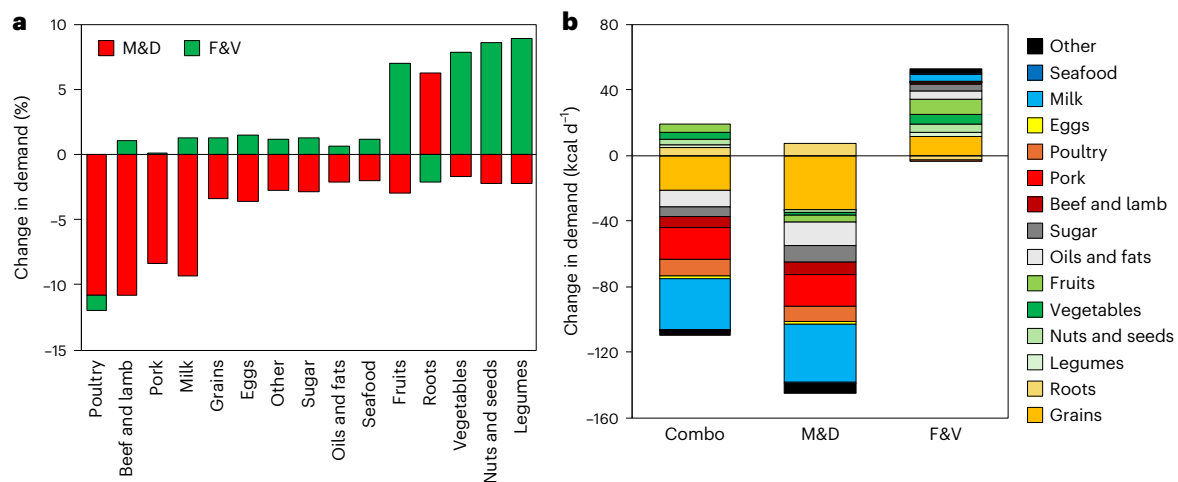 a
M&D
F&V
Change in demand (%)
10
5
0
−5
−10
−15
Poultry
Beef and lamb
Pork
Milk
Grains
Eggs
Other
Sugar
Oils and fats
Seafood
Fruits
Roots
Vegetables
Nuts and seeds
Legumes
b
Change in demand (kcal d⁻¹)
80
40
0
−40
−80
−120
−160
Combo
M&D
F&V
Other
Seafood
Milk
Eggs
Poultry
Pork
Beef and lamb
Sugar
Oils and fats
Fruits
Vegetables
Nuts and seeds
Legumes
Roots
Grains